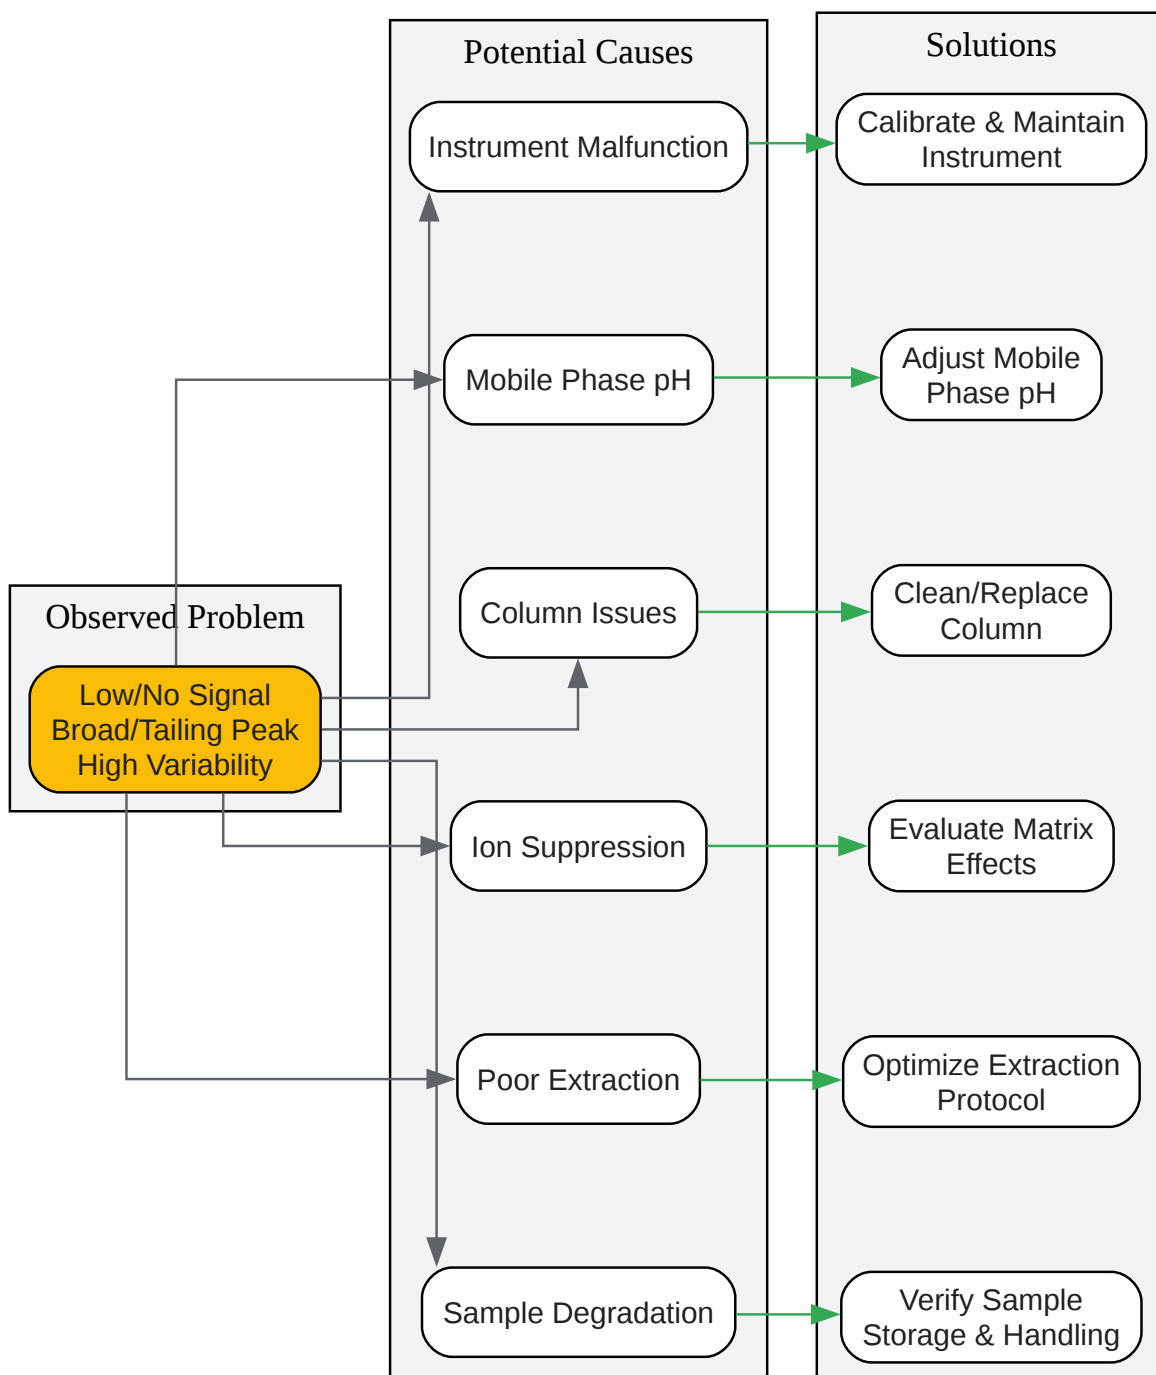 Observed Problem
Low/No Signal
Broad/Tailing Peak
High Variability
Potential Causes
Instrument Malfunction
Mobile Phase pH
Column Issues
Ion Suppression
Poor Extraction
Sample Degradation
Solutions
Calibrate & Maintain
Instrument
Adjust Mobile
Phase pH
Clean/Replace
Column
Evaluate Matrix
Effects
Optimize Extraction
Protocol
Verify Sample
Storage & Handling